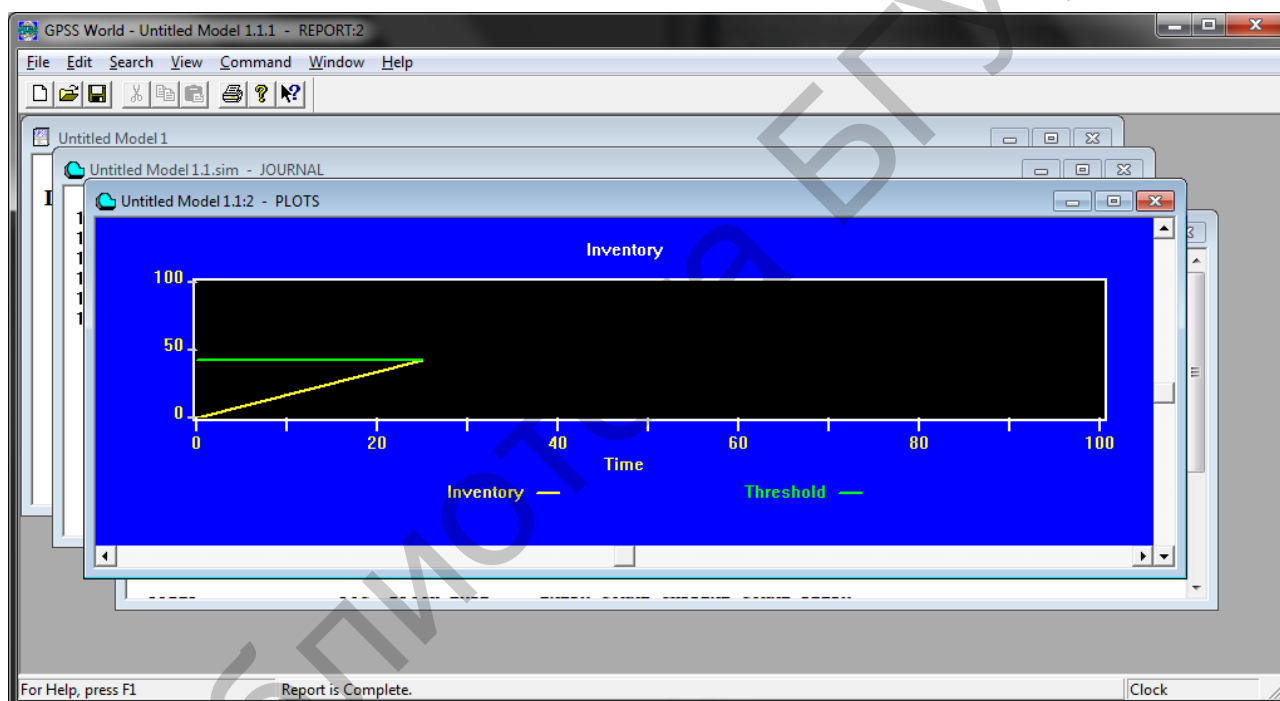 GPSS World - Untitled Model 1.1.1 - REPORT:2
File Edit Search View Command Window Help
Untitled Model 1
Untitled Model 1.1.sim - JOURNAL
Untitled Model 1.1:2 - PLOTS
Inventory
100
50
0
0 20 40 60 80 100
Time
Inventory
Threshold
For Help, press F1
Report is Complete.
Clock